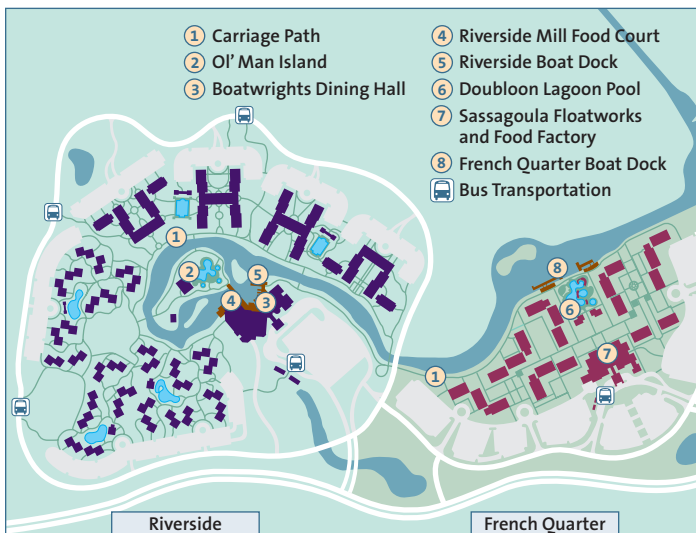 1 Carriage Path
2 Ol' Man Island
3 Boatwrights Dining Hall
4 Riverside Mill Food Court
5 Riverside Boat Dock
6 Doubloon Lagoon Pool
7 Sassagoula Floatworks
and Food Factory
8 French Quarter Boat Dock
Bus Transportation
1
2
5
4
3
8
6
7
1
Riverside
French Quarter